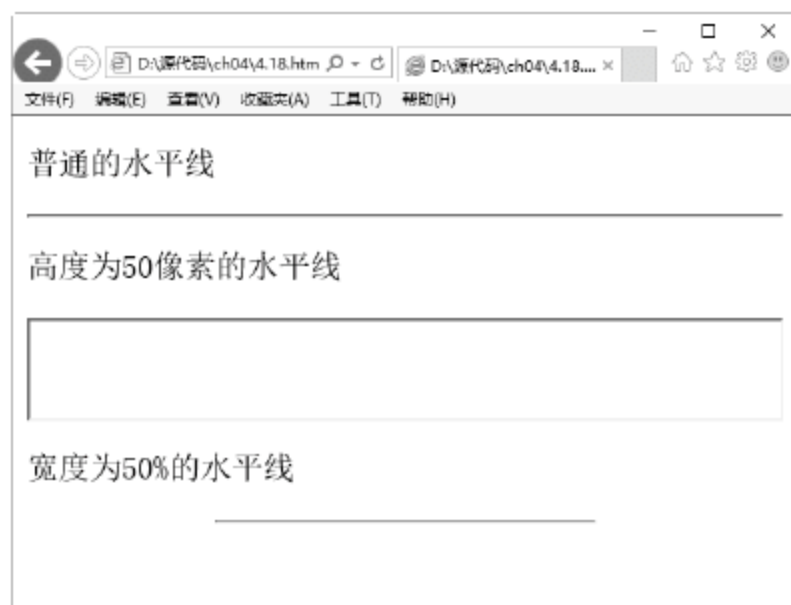 D:\源代码\ch04\4.18.htm
D:\源代码\ch04\4.18....
文件(F) 编辑(E) 查看(V) 收藏夹(A) 工具(T) 帮助(H)
普通的水平线
高度为50像素的水平线
宽度为50%的水平线